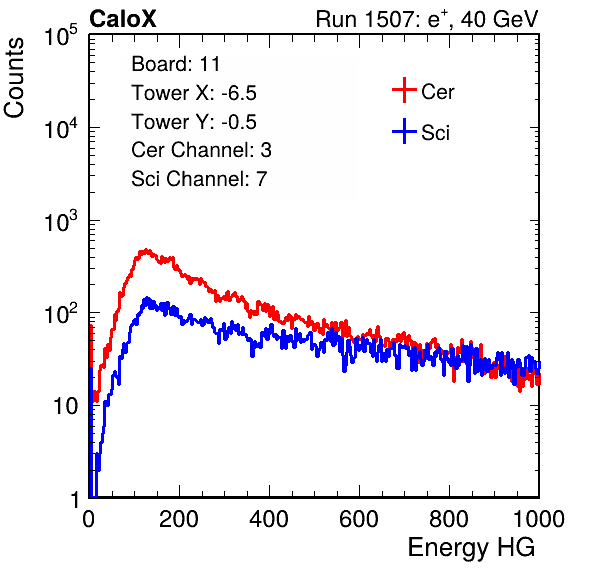 CaloX Run 1507: e⁺, 40 GeV
Counts
Board: 11
Tower X: -6.5
Tower Y: -0.5
Cer Channel: 3
Sci Channel: 7
Cer
Sci
10⁵
10⁴
10³
10²
10
1
0 200 400 600 800 1000
Energy HG